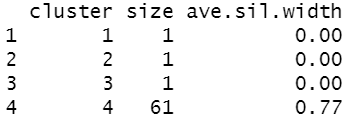 cluster size ave.sil.width
1 1 1 0.00
2 2 1 0.00
3 3 1 0.00
4 4 61 0.77